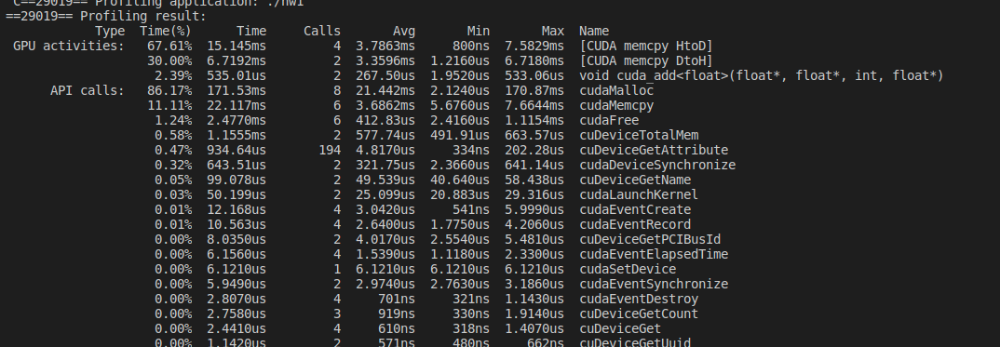 C==29019== Profiling application: ./hw1
==29019== Profiling result:
Type Time(%) Time Calls Avg Min Max Name
GPU activities: 67.61% 15.145ms 4 3.7863ms 800ns 7.5829ms [CUDA memcpy HtoD]
30.00% 6.7192ms 2 3.3596ms 1.2160us 6.7180ms [CUDA memcpy DtoH]
2.39% 535.01us 2 267.50us 1.9520us 533.06us void cuda_add<float>(float*, float*, int, float*)
API calls: 86.17% 171.53ms 8 21.442ms 2.1240us 170.87ms cudaMalloc
11.11% 22.117ms 6 3.6862ms 5.6760us 7.6644ms cudaMemcpy
1.24% 2.4770ms 6 412.83us 2.4160us 1.1154ms cudaFree
0.58% 1.1555ms 2 577.74us 491.91us 663.57us cuDeviceTotalMem
0.47% 934.64us 194 4.8170us 334ns 202.28us cuDeviceGetAttribute
0.32% 643.51us 2 321.75us 2.3660us 641.14us cudaDeviceSynchronize
0.05% 99.078us 2 49.539us 40.640us 58.438us cuDeviceGetName
0.03% 50.199us 2 25.099us 20.883us 29.316us cudaLaunchKernel
0.01% 12.168us 4 3.0420us 541ns 5.9990us cudaEventCreate
0.01% 10.563us 4 2.6400us 1.7750us 4.2060us cudaEventRecord
0.00% 8.0350us 2 4.0170us 2.5540us 5.4810us cuDeviceGetPCIBusId
0.00% 6.1560us 4 1.5390us 1.1180us 2.3300us cudaEventElapsedTime
0.00% 6.1210us 1 6.1210us 6.1210us 6.1210us cudaSetDevice
0.00% 5.9490us 2 2.9740us 2.7630us 3.1860us cudaEventSynchronize
0.00% 2.8070us 4 701ns 321ns 1.1430us cudaEventDestroy
0.00% 2.7580us 3 919ns 330ns 1.9140us cuDeviceGetCount
0.00% 2.4410us 4 610ns 318ns 1.4070us cuDeviceGet
0.00% 1.1420us 2 571ns 480ns 662ns cuDeviceGetUuid